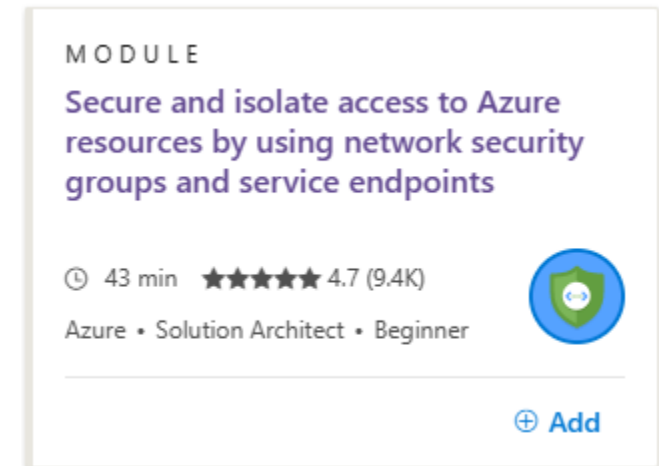 MODULE
Secure and isolate access to Azure
resources by using network security
groups and service endpoints
43 min ★★★★★ 4.7 (9.4K)
Azure • Solution Architect • Beginner
Add